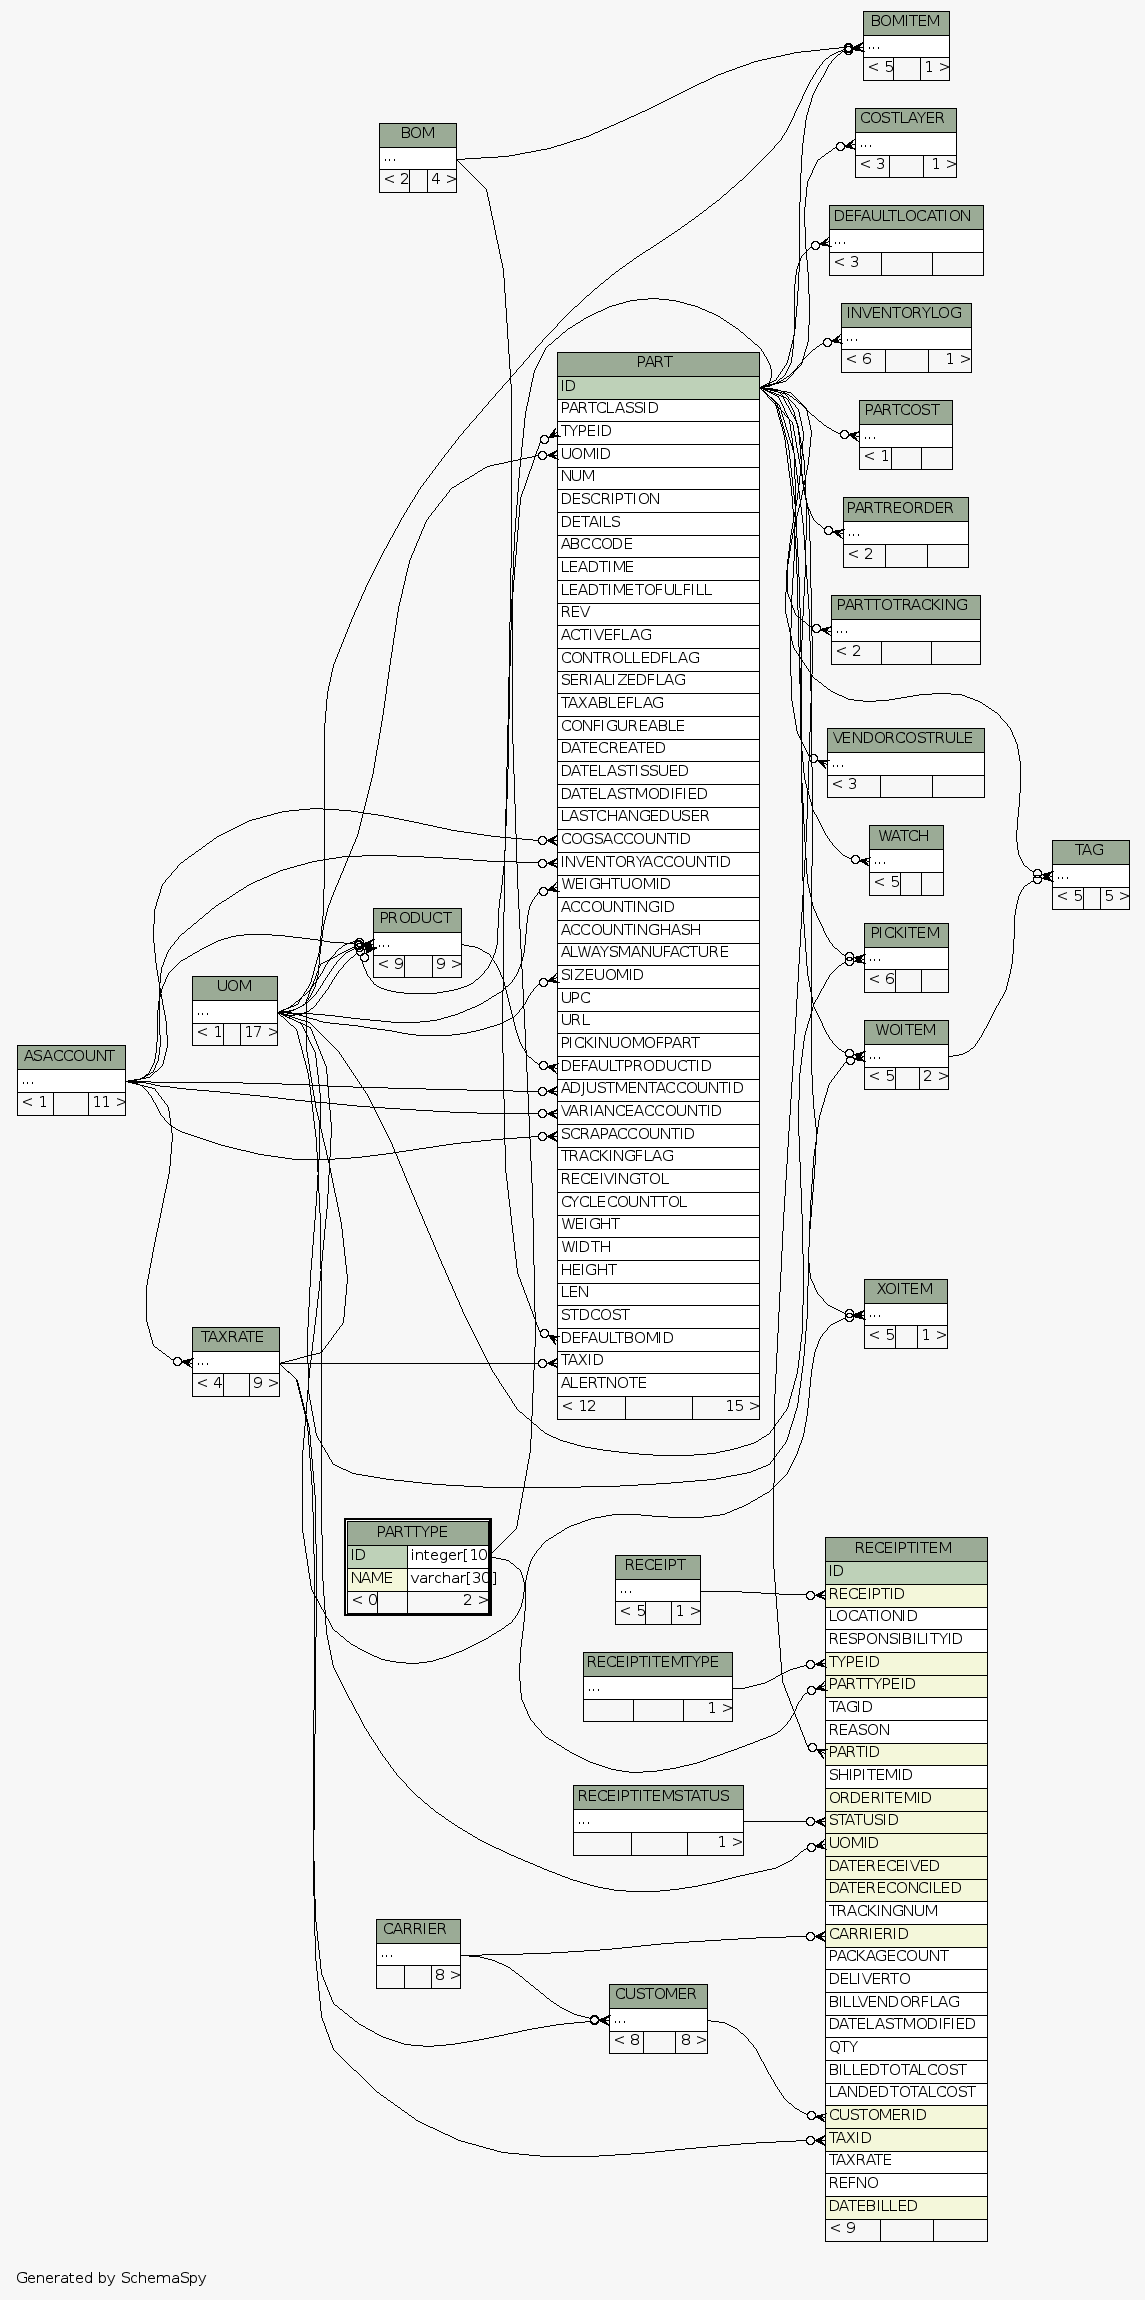 BOMITEM
...
< 5 1 >
COSTLAYER
...
< 3 1 >
BOM
...
< 2 4 >
DEFAULTLOCATION
...
< 3
INVENTORYLOG
...
< 6 1 >
PART
ID
PARTCLASSID
TYPEID
UOMID
NUM
DESCRIPTION
DETAILS
ABCCODE
LEADTIME
LEADTIMETOFULFILL
REV
ACTIVEFLAG
CONTROLLEDFLAG
SERIALIZEDFLAG
TAXABLEFLAG
CONFIGUREABLE
DATECREATED
DATELASTISSUED
DATELASTMODIFIED
LASTCHANGEDUSER
COGSACCOUNTID
INVENTORYACCOUNTID
WEIGHTUOMID
ACCOUNTINGID
ACCOUNTINGHASH
ALWAYSMANUFACTURE
SIZEUOMID
UPC
URL
PICKINUOMOFPART
DEFAULTPRODUCTID
ADJUSTMENTACCOUNTID
VARIANCEACCOUNTID
SCRAPACCOUNTID
TRACKINGFLAG
RECEIVINGTOL
CYCLECOUNTTOL
WEIGHT
WIDTH
HEIGHT
LEN
STDCOST
DEFAULTBOMID
TAXID
ALERTNOTE
< 12 15 >
PARTCOST
...
< 1
PARTREORDER
...
< 2
PARTTOTRACKING
...
< 2
VENDORCOSTRULE
...
< 3
WATCH
...
< 5
TAG
...
< 5 5 >
PRODUCT
...
< 9 9 >
PICKITEM
...
< 6
UOM
...
< 1 17 >
WOITEM
...
< 5 2 >
ASACCOUNT
...
< 1 11 >
XOITEM
...
< 5 1 >
TAXRATE
...
< 4 9 >
PARTTYPE
ID integer[10
NAME varchar[30]
< 0 2 >
RECEIPT
...
< 5 1 >
RECEIPTITEMTYPE
...
1 >
RECEIPTITEMSTATUS
...
1 >
CARRIER
...
8 >
CUSTOMER
...
< 8 8 >
RECEIPTITEM
ID
RECEIPTID
LOCATIONID
RESPONSIBILITYID
TYPEID
PARTTYPEID
TAGID
REASON
PARTID
SHIPITEMID
ORDERITEMID
STATUSID
UOMID
DATERECEIVED
DATERECONCILED
TRACKINGNUM
CARRIERID
PACKAGECOUNT
DELIVERTO
BILLVENDORFLAG
DATELASTMODIFIED
QTY
BILLEDTOTALCOST
LANDEDTOTALCOST
CUSTOMERID
TAXID
TAXRATE
REFNO
DATEBILLED
< 9
Generated by SchemaSpy